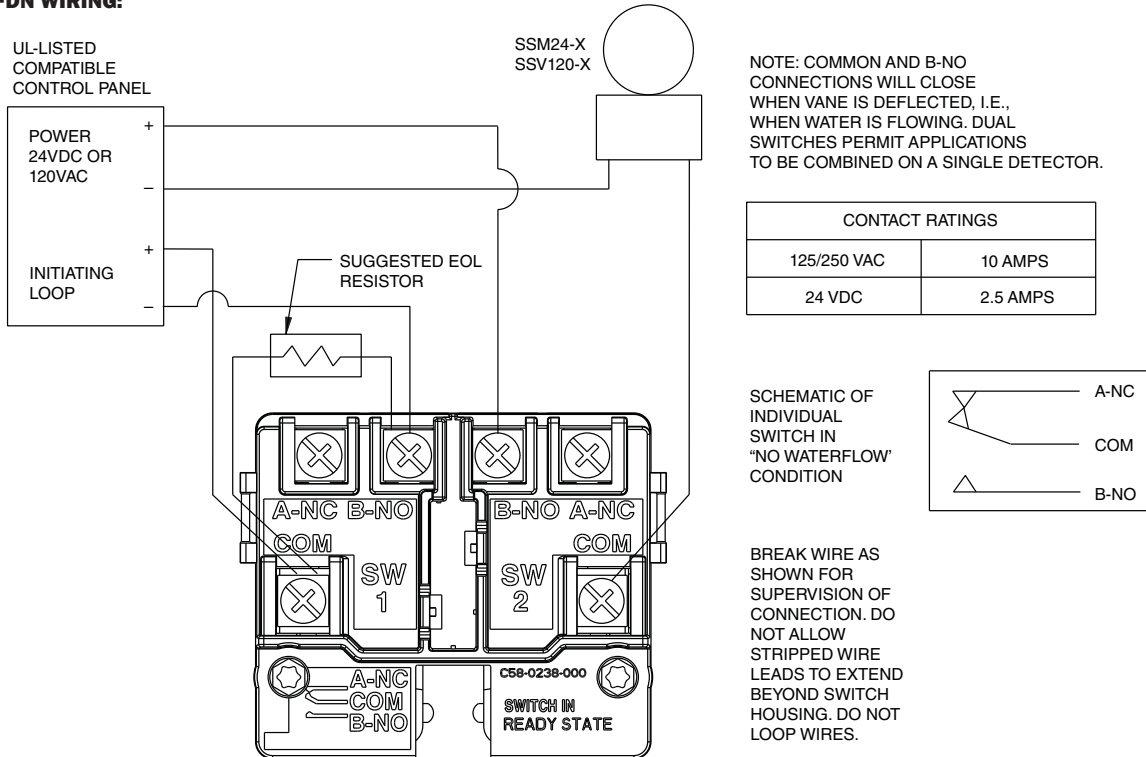 -DN WIRING:
UL-LISTED
COMPATIBLE
CONTROL PANEL
POWER
24VDC OR
120VAC
+
–
INITIATING
LOOP
+
–
SUGGESTED EOL
RESISTOR
SSM24-X
SSV120-X
NOTE: COMMON AND B-NO
CONNECTIONS WILL CLOSE
WHEN VANE IS DEFLECTED, I.E.,
WHEN WATER IS FLOWING. DUAL
SWITCHES PERMIT APPLICATIONS
TO BE COMBINED ON A SINGLE DETECTOR.
CONTACT RATINGS
125/250 VAC 10 AMPS
24 VDC 2.5 AMPS
SCHEMATIC OF
INDIVIDUAL
SWITCH IN
“NO WATERFLOW’
CONDITION
A-NC
COM
B-NO
BREAK WIRE AS
SHOWN FOR
SUPERVISION OF
CONNECTION. DO
NOT ALLOW
STRIPPED WIRE
LEADS TO EXTEND
BEYOND SWITCH
HOUSING. DO NOT
LOOP WIRES.
A-NC B-NO
COM
SW
1
B-NO A-NC
COM
SW
2
A-NC
COM
B-NO
C58-0238-000
SWITCH IN
READY STATE